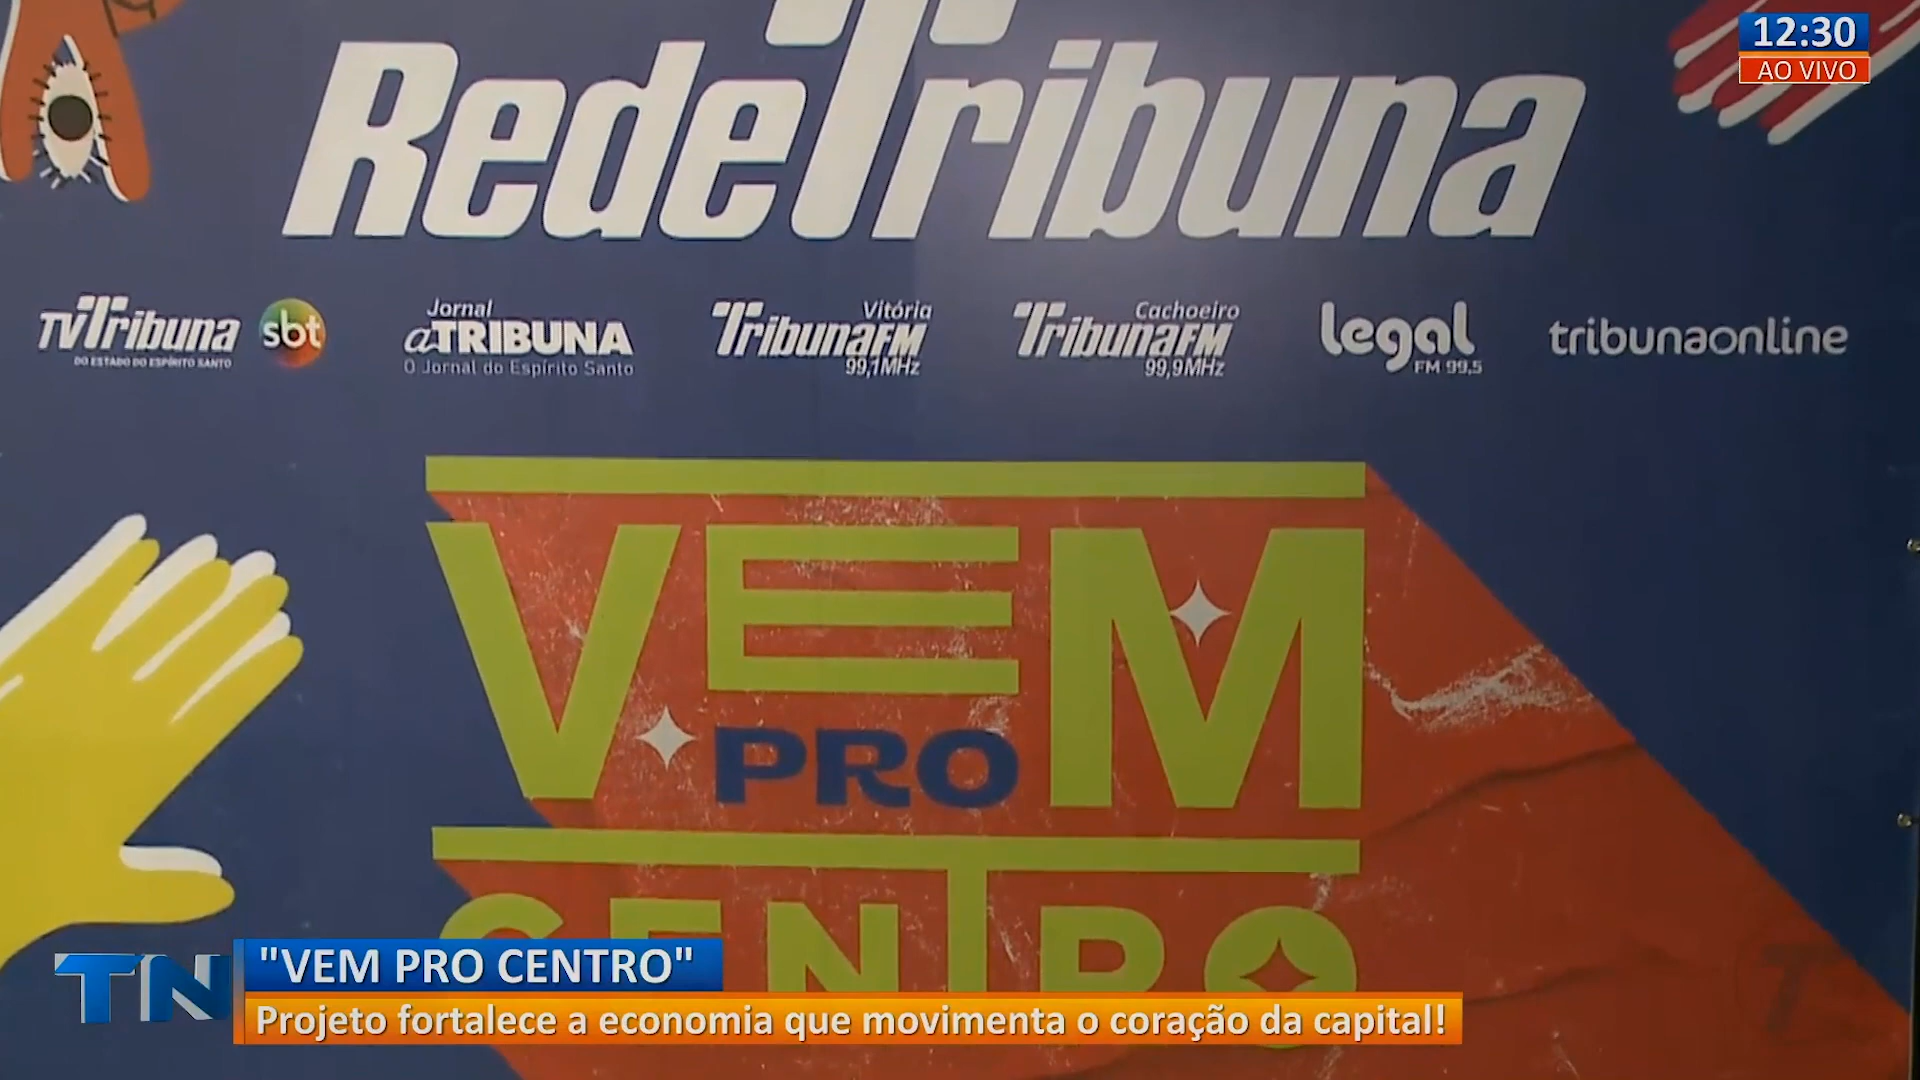 12:30
AO VIVO
RedeTribuna
TVTribuna
DO ESTADO DO ESPÍRITO SANTO
sbt
Jornal
aTRIBUNA
O Jornal do Espírito Santo
Vitória
TribunaFM
99,1MHz
Cachoeiro
TribunaFM
99,9MHz
legal
FM 99,5
tribunaonline
VEM
PRO
CENTRO
TN
"VEM PRO CENTRO"
Projeto fortalece a economia que movimenta o coração da capital!